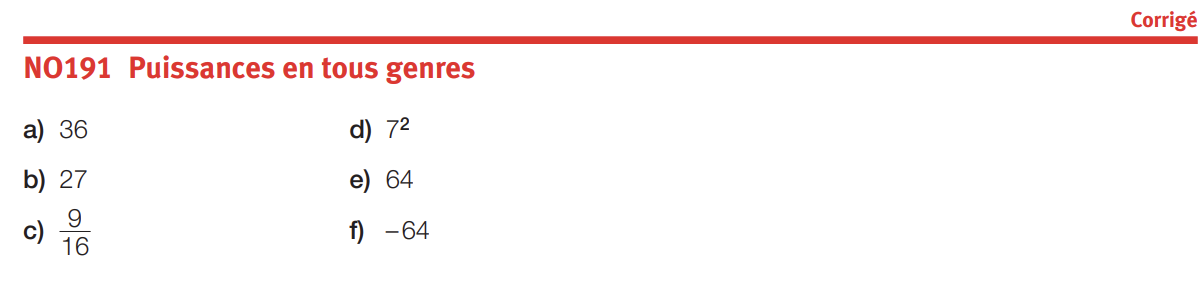 Corrigé
NO191 Puissances en tous genres
a) 36
b) 27
c) 9/16
d) 7²
e) 64
f) –64